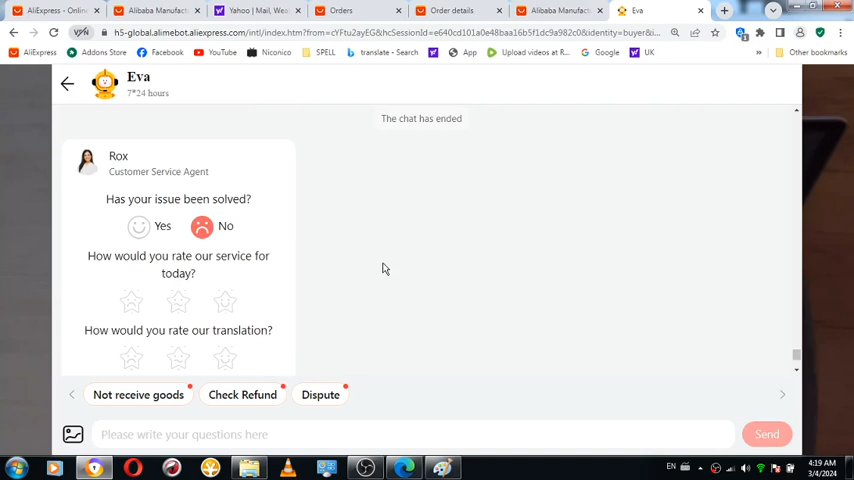 AliExpress - Online
Alibaba Manufact
Yahoo | Mail, Wea
Orders
Order details
Alibaba Manufact
Eva
VPN
h5-global.alimebot.aliexpress.com/intl/index.htm?from=cYFtu2ayEG&hcSessionId=e640cd101a0e48baa16b5f1dc9a982c0&identity=buyer&i...
AliExpress
Addons Store
Facebook
YouTube
Niconico
SPELL
translate - Search
App
Upload videos at R...
Google
UK
Other bookmarks
Eva
7*24 hours
The chat has ended
Rox
Customer Service Agent
Has your issue been solved?
Yes No
How would you rate our service for
today?
How would you rate our translation?
Not receive goods
Check Refund
Dispute
Please write your questions here
Send
EN
4:19 AM
3/4/2024